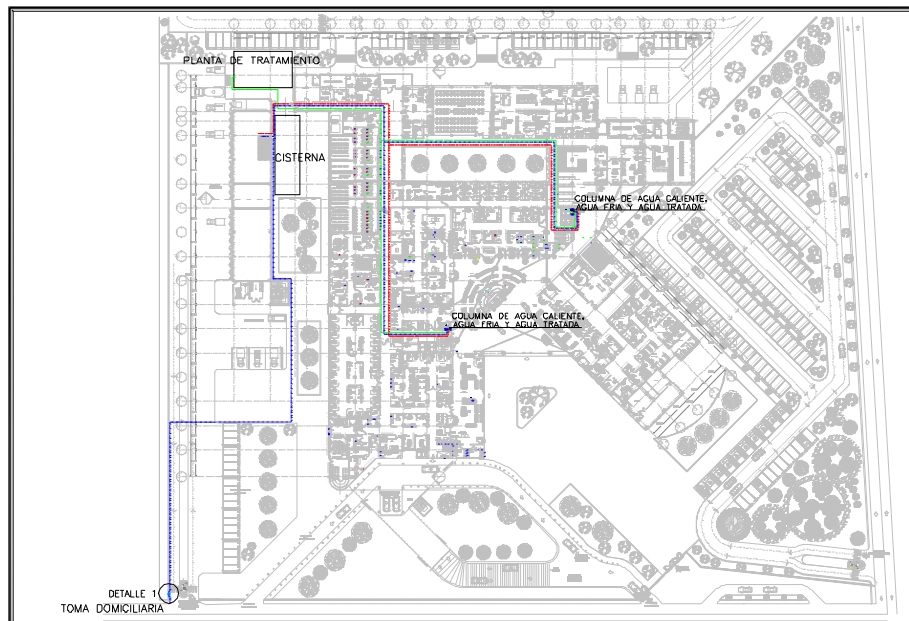 PLANTA DE TRATAMIENTO
CISTERNA
COLUMNA DE AGUA CALIENTE,
AGUA FRIA Y AGUA TRATADA
COLUMNA DE AGUA CALIENTE,
AGUA FRIA Y AGUA TRATADA
DETALLE 1
TOMA DOMICILIARIA